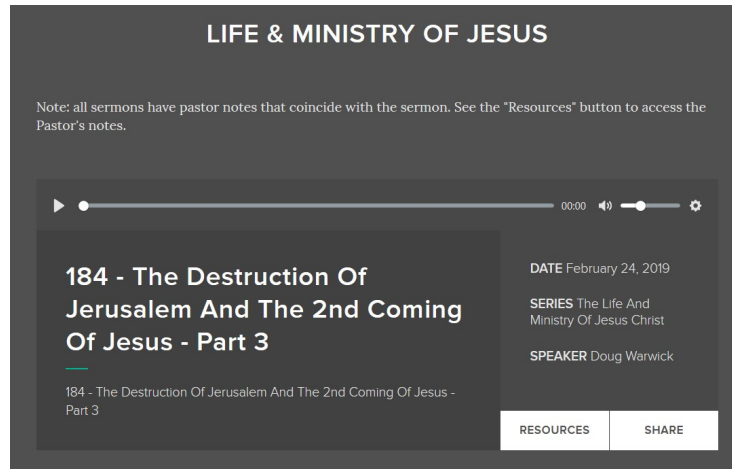 LIFE & MINISTRY OF JESUS
Note: all sermons have pastor notes that coincide with the sermon. See the "Resources" button to access the
Pastor's notes.
00:00
184 - The Destruction Of
Jerusalem And The 2nd Coming
Of Jesus - Part 3
184 - The Destruction Of Jerusalem And The 2nd Coming Of Jesus -
Part 3
DATE February 24, 2019
SERIES The Life And
Ministry Of Jesus Christ
SPEAKER Doug Warwick
RESOURCES
SHARE